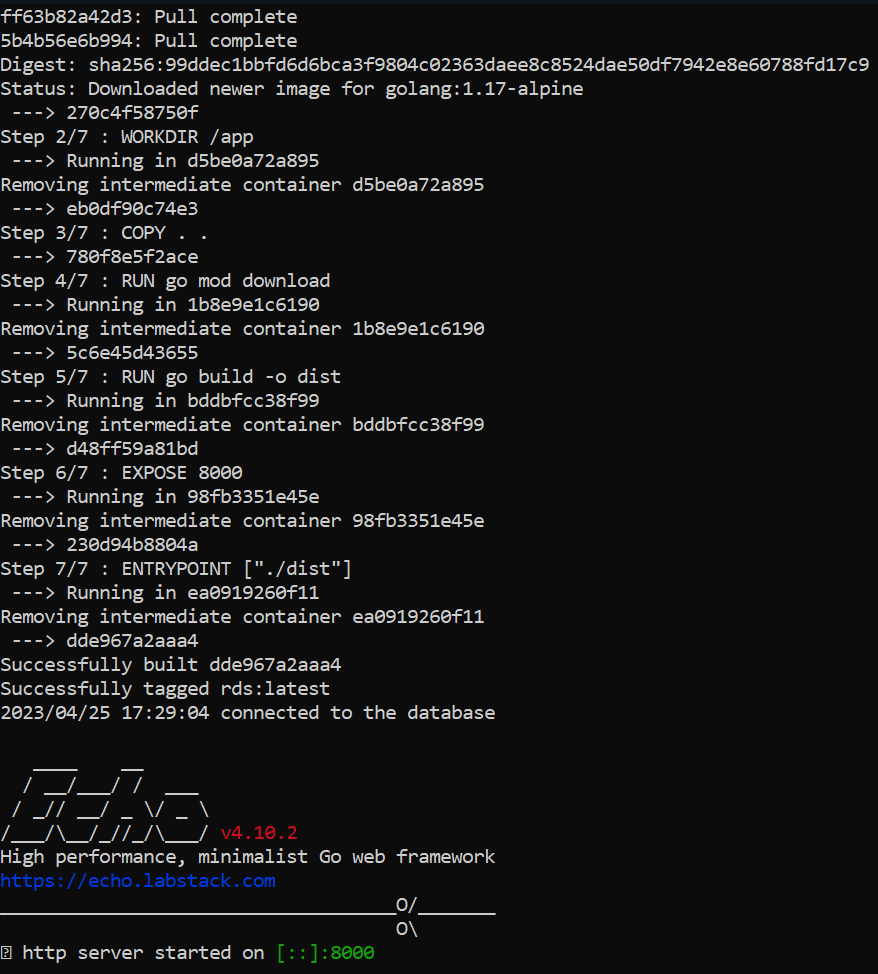 ff63b82a42d3: Pull complete
5b4b56e6b994: Pull complete
Digest: sha256:99ddec1bbfd6d6bca3f9804c02363daee8c8524dae50df7942e8e60788fd17c9
Status: Downloaded newer image for golang:1.17-alpine
 ---> 270c4f58750f
Step 2/7 : WORKDIR /app
 ---> Running in d5be0a72a895
Removing intermediate container d5be0a72a895
 ---> eb0df90c74e3
Step 3/7 : COPY . .
 ---> 780f8e5f2ace
Step 4/7 : RUN go mod download
 ---> Running in 1b8e9e1c6190
Removing intermediate container 1b8e9e1c6190
 ---> 5c6e45d43655
Step 5/7 : RUN go build -o dist
 ---> Running in bddbfcc38f99
Removing intermediate container bddbfcc38f99
 ---> d48ff59a81bd
Step 6/7 : EXPOSE 8000
 ---> Running in 98fb3351e45e
Removing intermediate container 98fb3351e45e
 ---> 230d94b8804a
Step 7/7 : ENTRYPOINT ["./dist"]
 ---> Running in ea0919260f11
Removing intermediate container ea0919260f11
 ---> dde967a2aaa4
Successfully built dde967a2aaa4
Successfully tagged rds:latest
2023/04/25 17:29:04 connected to the database

   ____    __
  / __/___/ /  ___
 / _// __/ _ \/ _ \
/___/\__/_//_/\___/ v4.10.2
High performance, minimalist Go web framework
https://echo.labstack.com
____________________________________O/_______
                                    O\
http server started on [::]:8000